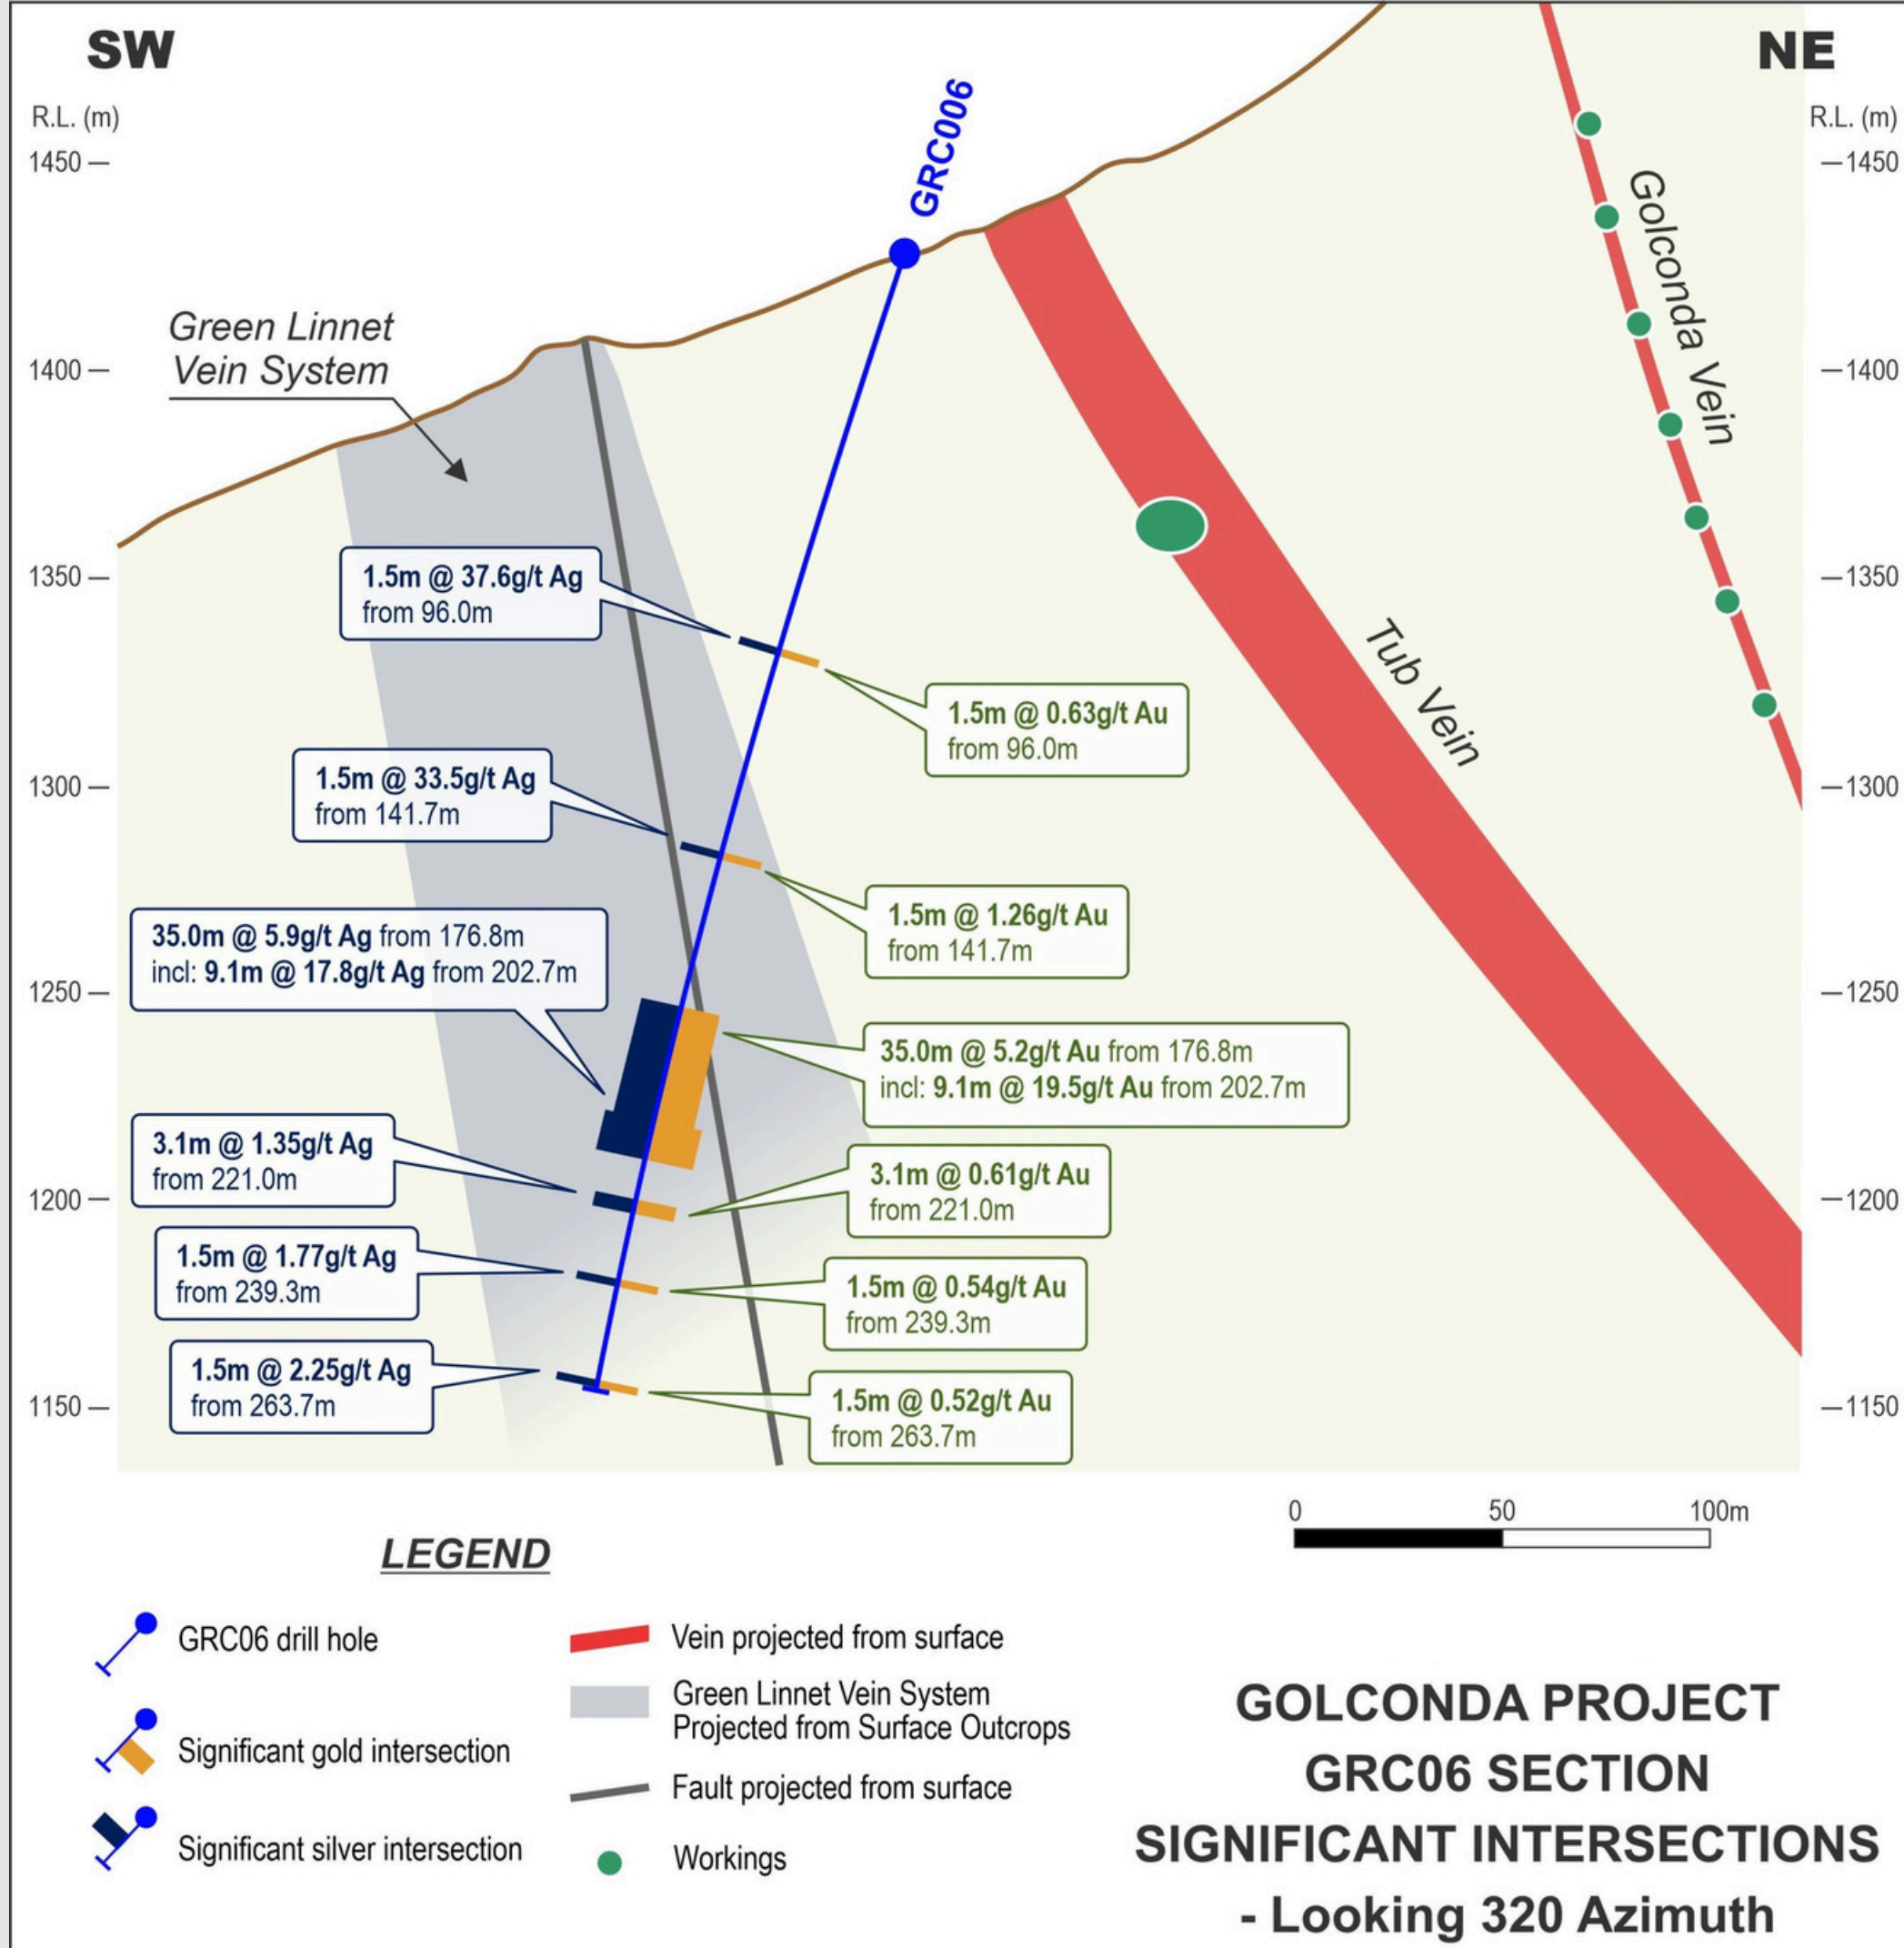 SW
NE
R.L. (m)
R.L. (m)
1450
1450
1400
1400
1350
1350
1300
1300
1250
1250
1200
1200
1150
1150
GRC006
Green Linnet
Vein System
Golconda Vein
Tub Vein
1.5m @ 37.6g/t Ag
from 96.0m
1.5m @ 0.63g/t Au
from 96.0m
1.5m @ 33.5g/t Ag
from 141.7m
1.5m @ 1.26g/t Au
from 141.7m
35.0m @ 5.9g/t Ag from 176.8m
incl: 9.1m @ 17.8g/t Ag from 202.7m
35.0m @ 5.2g/t Au from 176.8m
incl: 9.1m @ 19.5g/t Au from 202.7m
3.1m @ 1.35g/t Ag
from 221.0m
3.1m @ 0.61g/t Au
from 221.0m
1.5m @ 1.77g/t Ag
from 239.3m
1.5m @ 0.54g/t Au
from 239.3m
1.5m @ 2.25g/t Ag
from 263.7m
1.5m @ 0.52g/t Au
from 263.7m
0 50 100m
LEGEND
GRC06 drill hole
Significant gold intersection
Significant silver intersection
Vein projected from surface
Green Linnet Vein System
Projected from Surface Outcrops
Fault projected from surface
Workings
GOLCONDA PROJECT
GRC06 SECTION
SIGNIFICANT INTERSECTIONS
- Looking 320 Azimuth